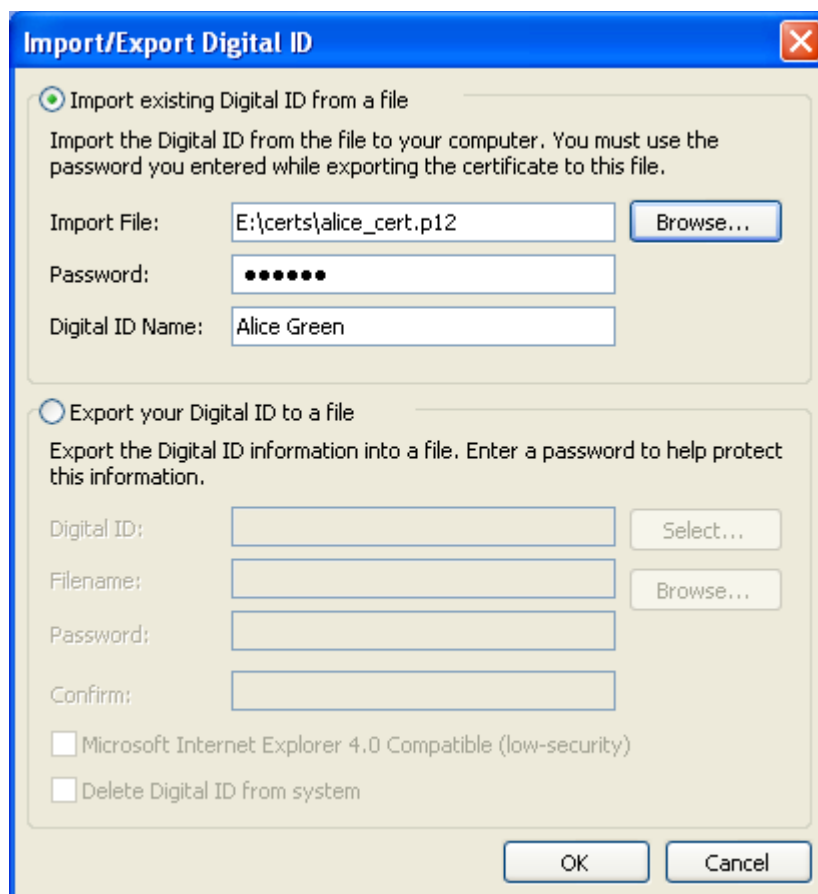 Import/Export Digital ID
Import existing Digital ID from a file
Import the Digital ID from the file to your computer. You must use the
password you entered while exporting the certificate to this file.
Import File: E:\certs\alice_cert.p12 Browse...
Password: ●●●●●●
Digital ID Name: Alice Green
Export your Digital ID to a file
Export the Digital ID information into a file. Enter a password to help protect
this information.
Digital ID: Select...
Filename: Browse...
Password:
Confirm:
Microsoft Internet Explorer 4.0 Compatible (low-security)
Delete Digital ID from system
OK Cancel